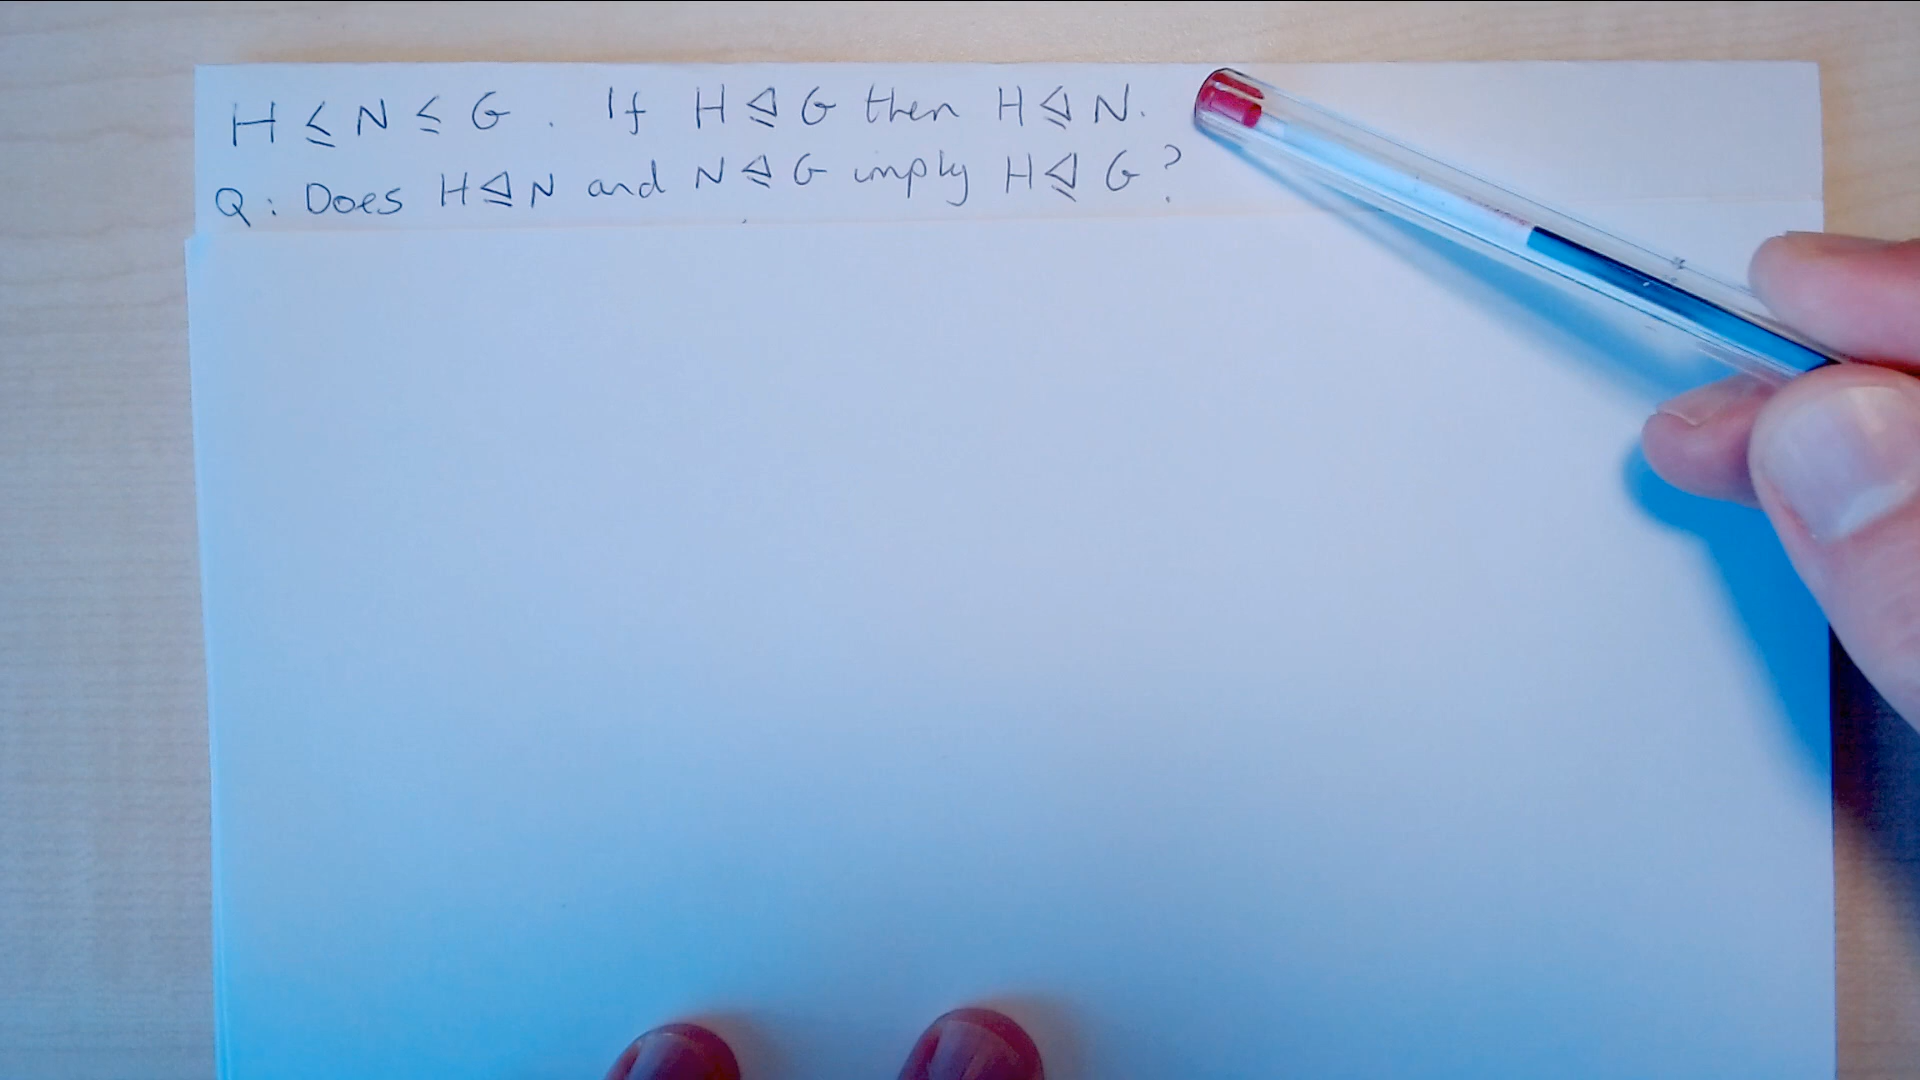 H ⊴ N ≤ G. If H ⊴ G then H ⊴ N.
Q: Does H ⊴ N and N ⊴ G imply H ⊴ G?